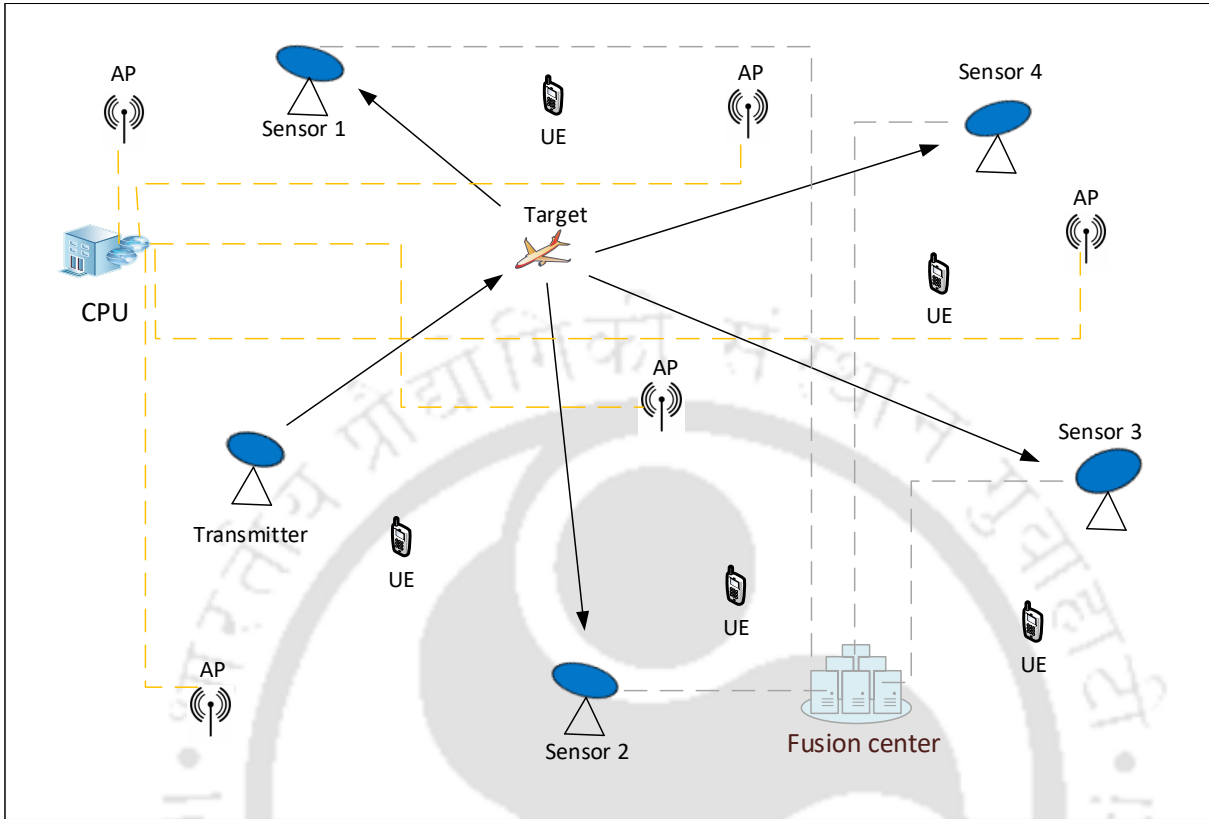 AP
Sensor 1
UE
AP
Sensor 4
Target
AP
UE
CPU
AP
Sensor 3
Transmitter
UE
UE
UE
AP
Sensor 2
Fusion center